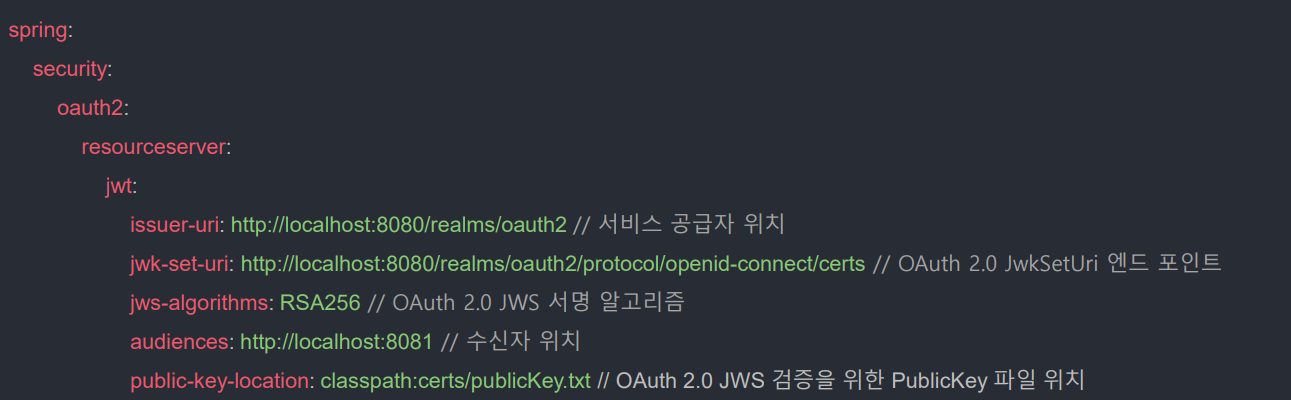 spring:
security:
oauth2:
resourceserver:
jwt:
issuer-uri: http://localhost:8080/realms/oauth2 // 서비스 공급자 위치
jwk-set-uri: http://localhost:8080/realms/oauth2/protocol/openid-connect/certs // OAuth 2.0 JwkSetUri 엔드 포인트
jws-algorithms: RSA256 // OAuth 2.0 JWS 서명 알고리즘
audiences: http://localhost:8081 // 수신자 위치
public-key-location: classpath:certs/publicKey.txt // OAuth 2.0 JWS 검증을 위한 PublicKey 파일 위치